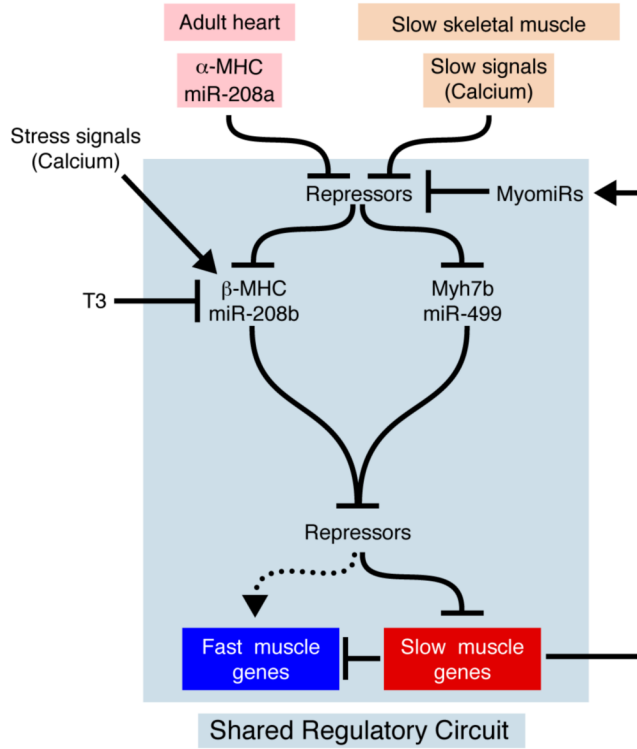 Adult heart
Slow skeletal muscle
α-MHC
miR-208a
Slow signals
(Calcium)
Stress signals
(Calcium)
Repressors
MyomiRs
T3
β-MHC
miR-208b
Myh7b
miR-499
Repressors
Fast muscle
genes
Slow muscle
genes
Shared Regulatory Circuit